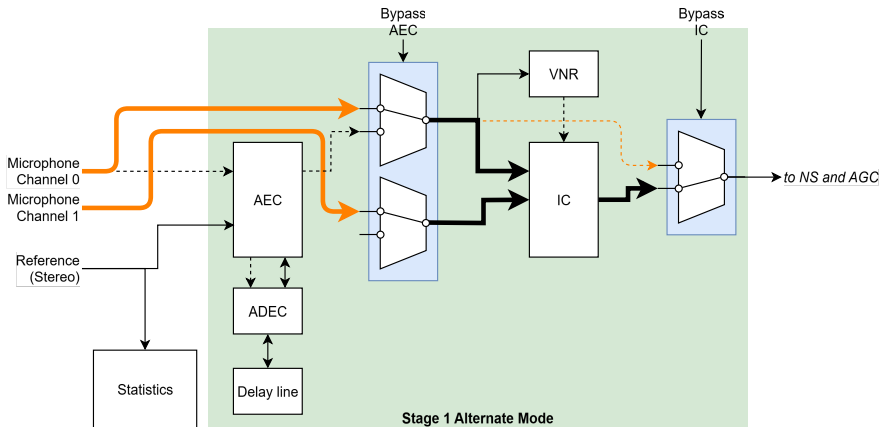 Bypass
AEC
Bypass
IC
VNR
Microphone
Channel 0
Microphone
Channel 1
AEC
IC
to NS and AGC
Reference
(Stereo)
ADEC
Statistics
Delay line
Stage 1 Alternate Mode